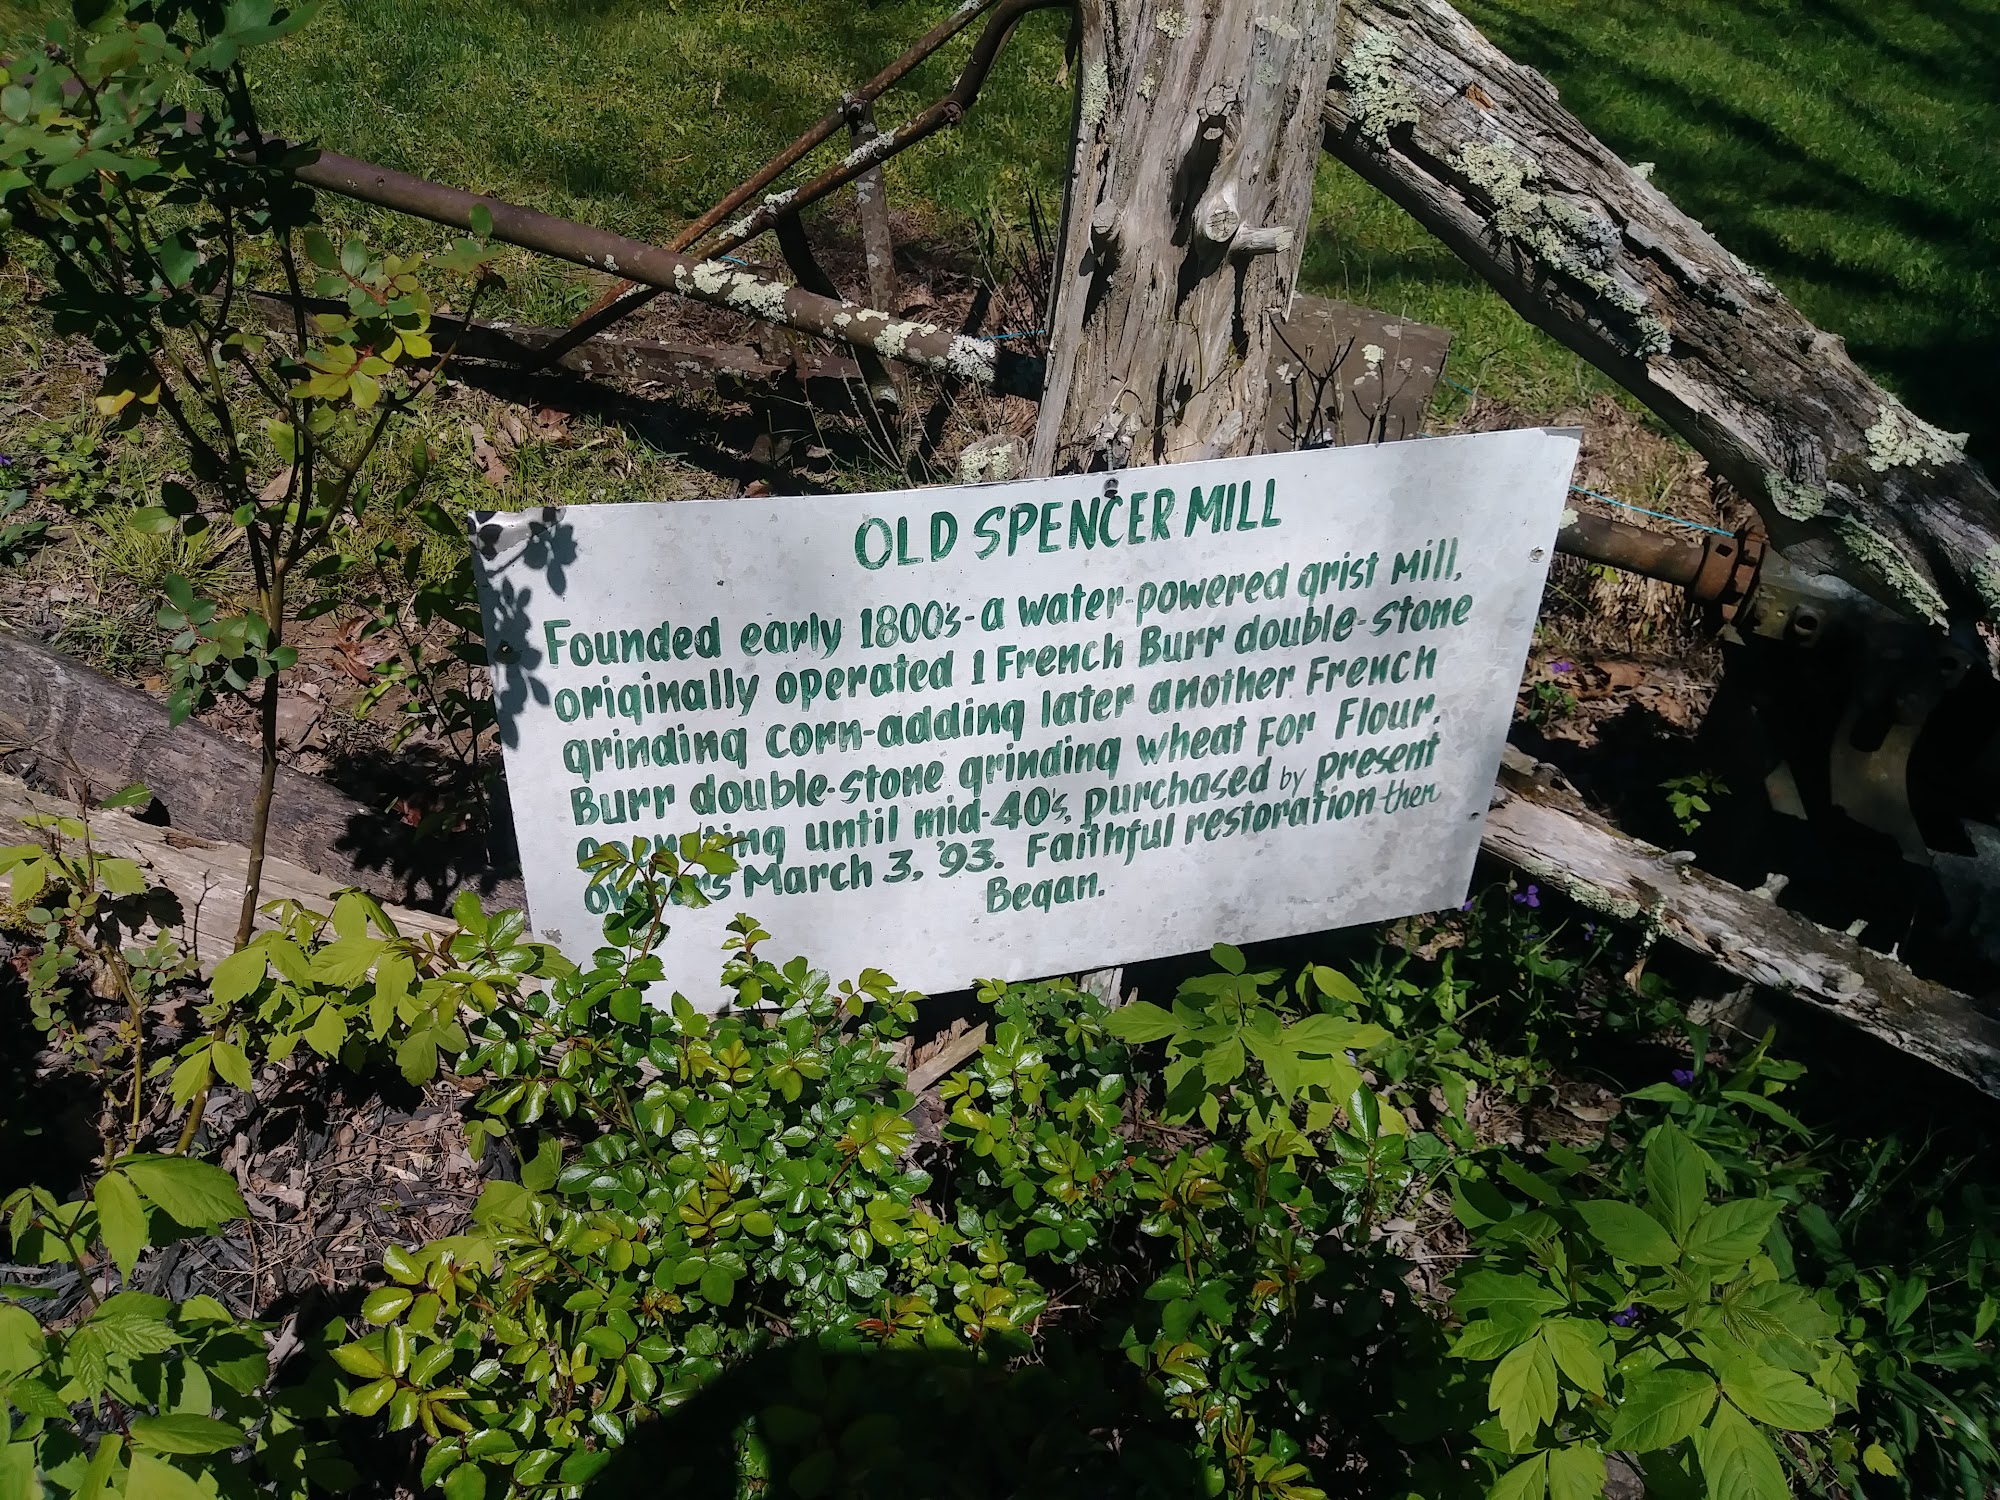 OLD SPENCER MILL
Founded early 1800's-a water-powered grist Mill,
originally operated 1 French Burr double-stone
grinding corn-adding later another French
Burr double-stone grinding wheat For Flour.
Operating until mid-40's, purchased by present
owners March 3, '93. Faithful restoration then
Began.